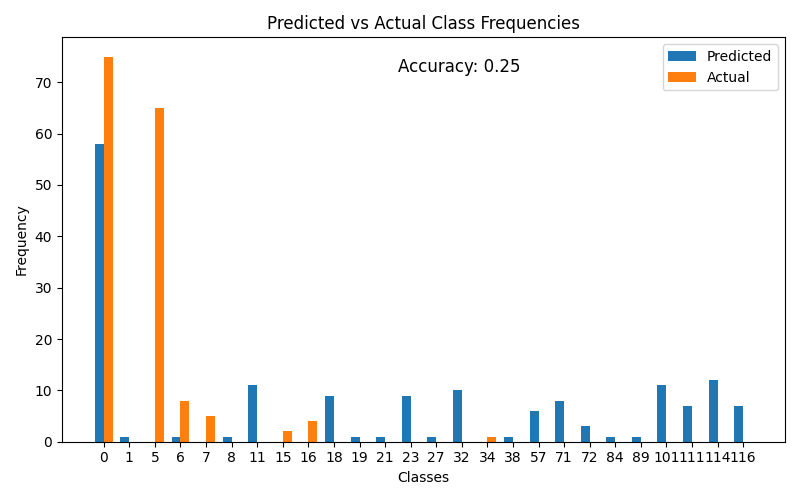 Predicted vs Actual Class Frequencies
Accuracy: 0.25
Predicted
Actual
Frequency
70
60
50
40
30
20
10
0
0 1 5 6 7 8 11 15 16 18 19 21 23 27 32 34 38 57 71 72 84 89 101 111 114 116
Classes